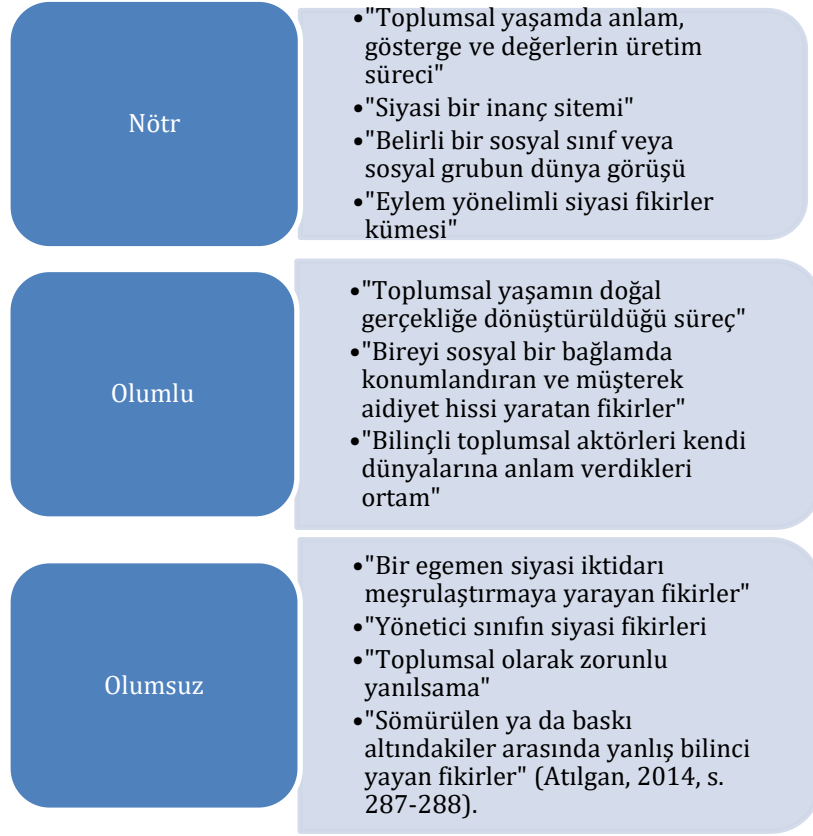 Nötr
•"Toplumsal yaşamda anlam,
gösterge ve değerlerin üretim
süreci"
•"Siyasi bir inanç sitemi"
•"Belirli bir sosyal sınıf veya
sosyal grubun dünya görüşü
•"Eylem yönelimli siyasi fikirler
kümesi"
Olumlu
•"Toplumsal yaşamın doğal
gerçekliğe dönüştürüldüğü süreç"
•"Bireyi sosyal bir bağlamda
konumlandıran ve müşterek
aidiyet hissi yaratan fikirler"
•"Bilinçli toplumsal aktörleri kendi
dünyalarına anlam verdikleri
ortam"
Olumsuz
•"Bir egemen siyasi iktidarı
meşrulaştırmaya yarayan fikirler"
•"Yönetici sınıfın siyasi fikirleri
•"Toplumsal olarak zorunlu
yanılsama"
•"Sömürülen ya da baskı
altındakiler arasında yanlış bilinci
yayan fikirler" (Atılgan, 2014, s.
287-288).